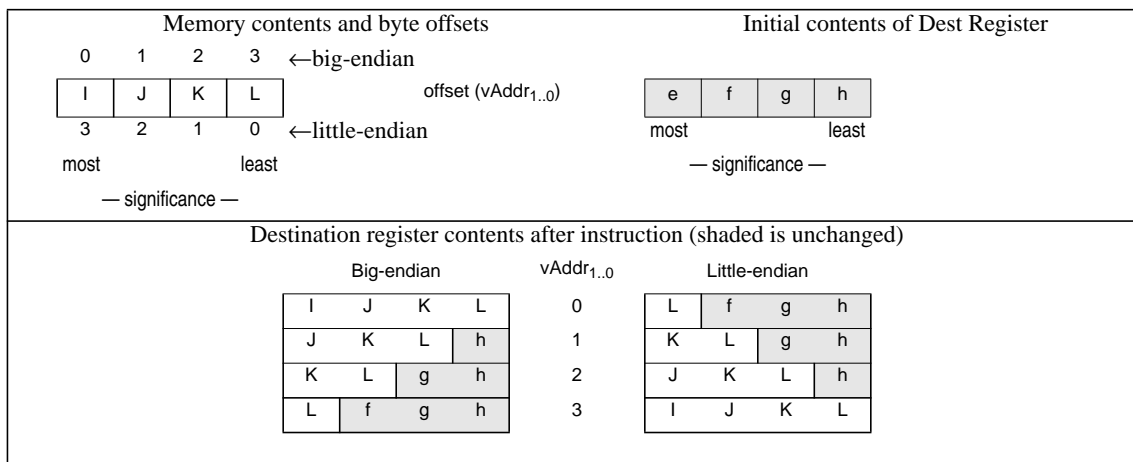 Memory contents and byte offsets
0 1 2 3 ←big-endian
I J K L offset (vAddr1..0)
3 2 1 0 ←little-endian
most least
— significance —
Initial contents of Dest Register
e f g h
most least
— significance —
Destination register contents after instruction (shaded is unchanged)
Big-endian vAddr1..0 Little-endian
I J K L 0 L f g h
J K L h 1 K L g h
K L g h 2 J K L h
L f g h 3 I J K L